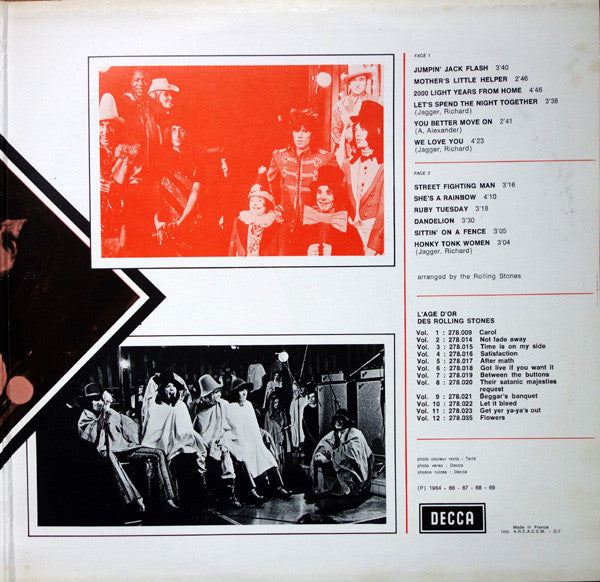 FACE 1
JUMPIN' JACK FLASH 3'40
MOTHER'S LITTLE HELPER 2'46
2000 LIGHT YEARS FROM HOME 4'46
LET'S SPEND THE NIGHT TOGETHER 3'38
(Jagger, Richard)
YOU BETTER MOVE ON 2'41
(A. Alexander)
WE LOVE YOU 4'23
(Jagger, Richard)
FACE 2
STREET FIGHTING MAN 3'16
SHE'S A RAINBOW 4'10
RUBY TUESDAY 3'18
DANDELION 3'30
SITTIN' ON A FENCE 3'05
HONKY TONK WOMEN 3'04
(Jagger, Richard)
arranged by the Rolling Stones
L'AGE D'OR
DES ROLLING STONES
Vol. 1 : 278.009 Carol
Vol. 2 : 278.014 Not fade away
Vol. 3 : 278.015 Time is on my side
Vol. 4 : 278.016 Satisfaction
Vol. 5 : 278.017 After math
Vol. 6 : 278.018 Got live if you want it
Vol. 7 : 278.019 Between the buttons
Vol. 8 : 278.020 Their satanic majesties
request
Vol. 9 : 278.021 Beggar's banquet
Vol. 10 : 278.022 Let it bleed
Vol. 11 : 278.023 Get yer ya-ya's out
Vol. 12 : 278.035 Flowers
photo couleur recto : Tarlé
photo verso : Decca
photos noires : Decca
(P) 1964 - 66 - 67 - 68 - 69
DECCA
Made in France
Imp. A.R.E.A.C.E.M. - C-7